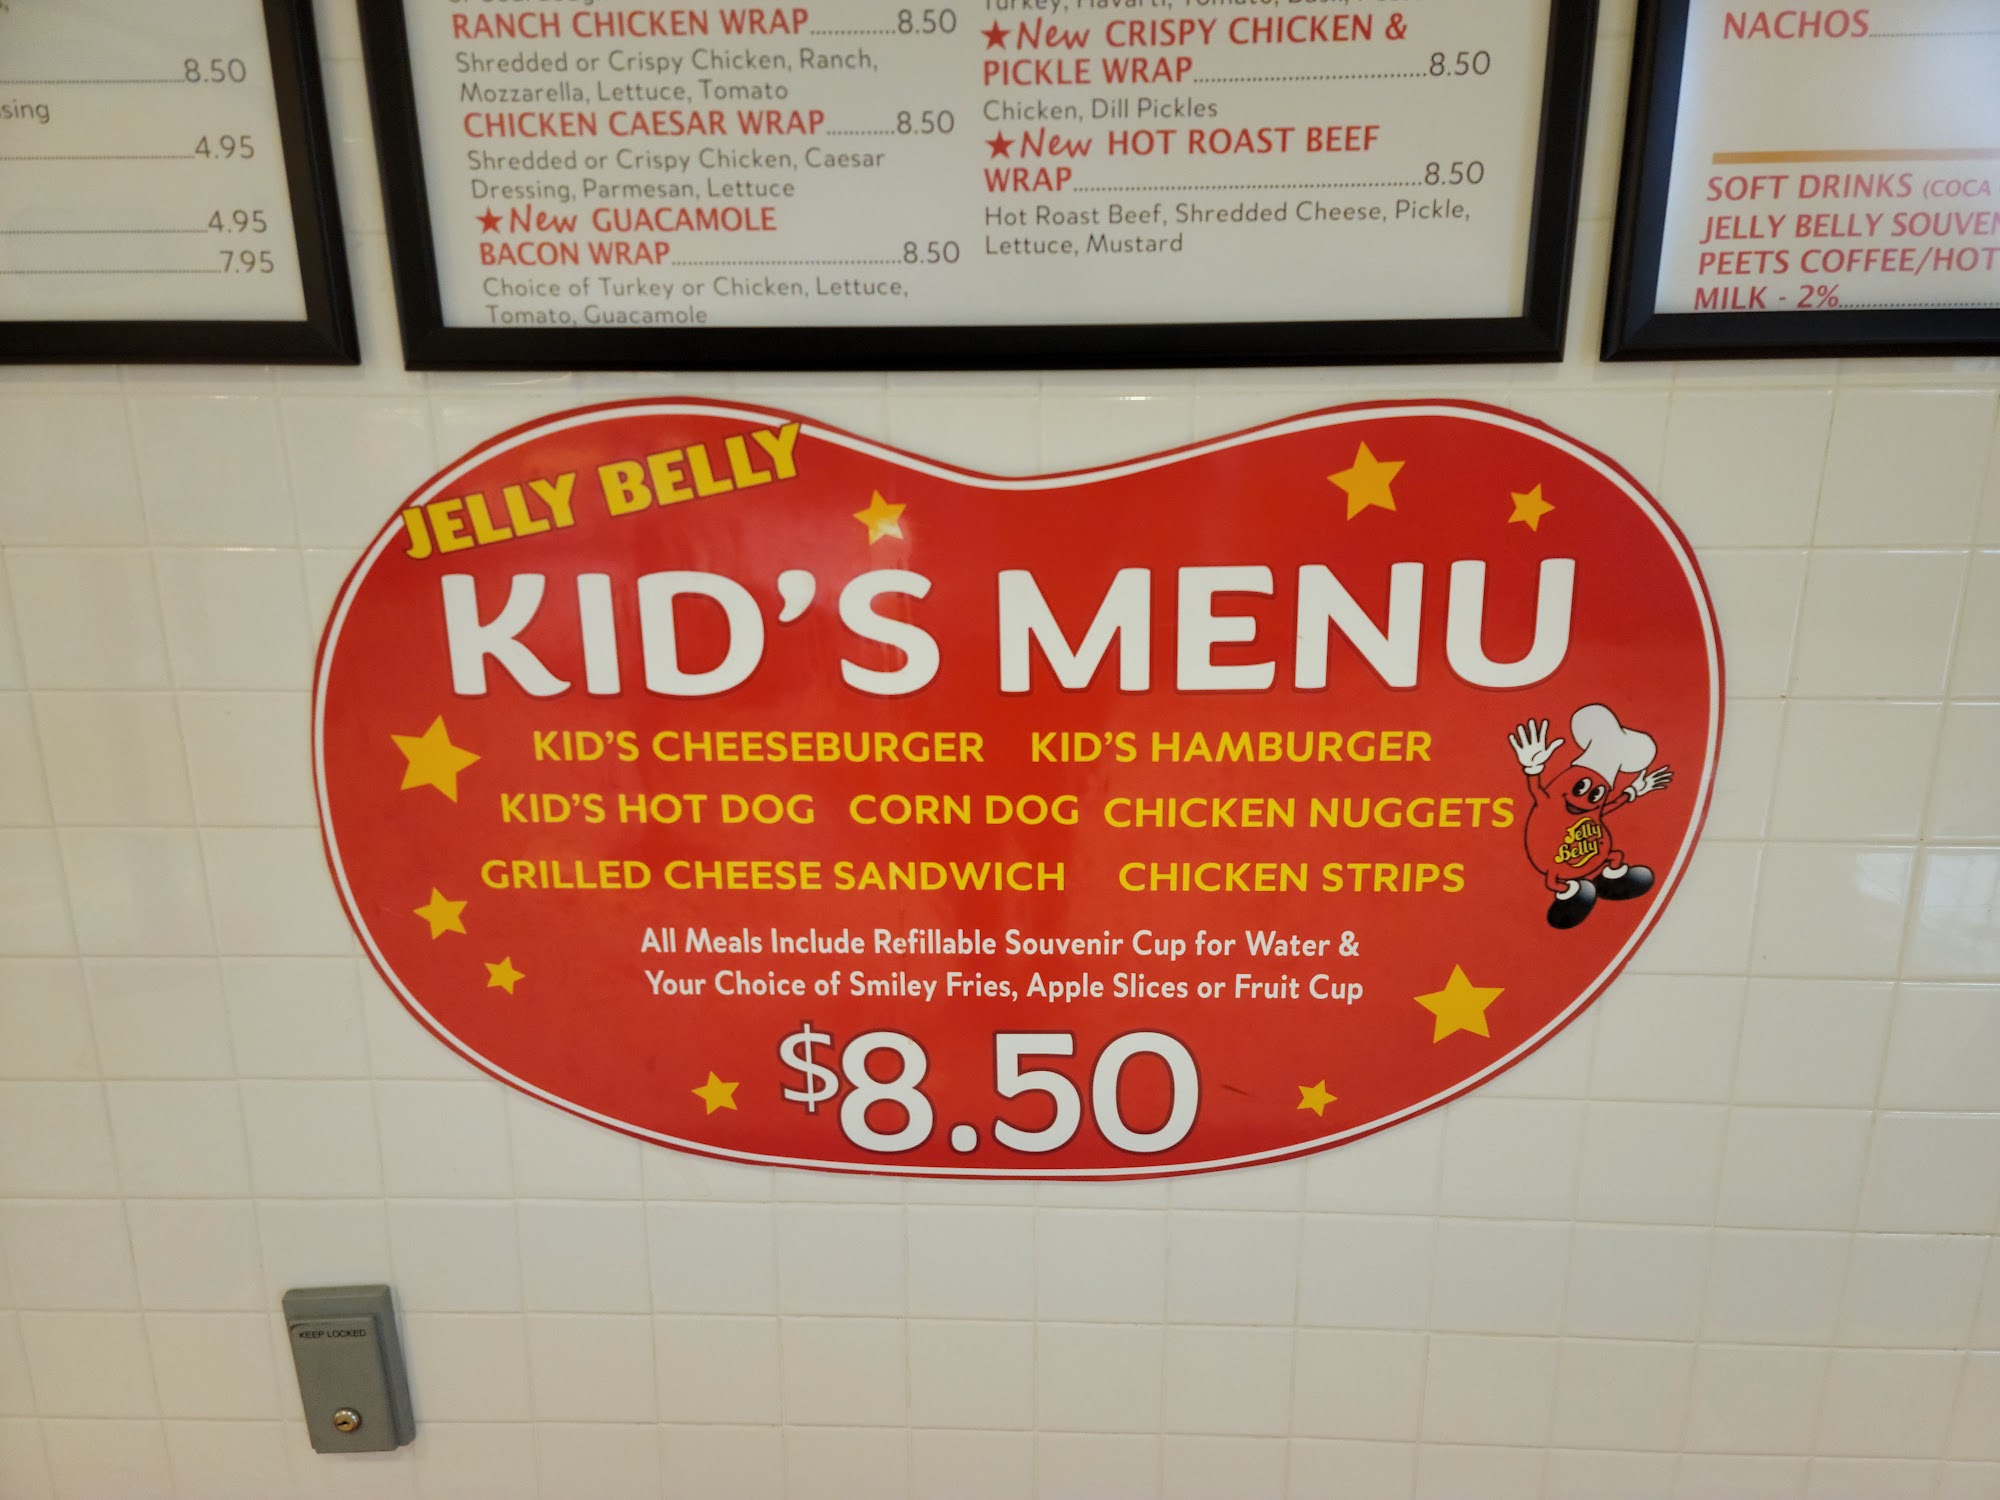 8.50
sing
4.95
4.95
7.95
RANCH CHICKEN WRAP 8.50
Shredded or Crispy Chicken, Ranch,
Mozzarella, Lettuce, Tomato
CHICKEN CAESAR WRAP 8.50
Shredded or Crispy Chicken, Caesar
Dressing, Parmesan, Lettuce
★New GUACAMOLE
BACON WRAP 8.50
Choice of Turkey or Chicken, Lettuce,
Tomato, Guacamole
★New CRISPY CHICKEN &
PICKLE WRAP 8.50
Chicken, Dill Pickles
★New HOT ROAST BEEF
WRAP 8.50
Hot Roast Beef, Shredded Cheese, Pickle,
Lettuce, Mustard
NACHOS
SOFT DRINKS (COCA
JELLY BELLY SOUVEN
PEETS COFFEE/HOT
MILK - 2%
JELLY BELLY
KID'S MENU
KID'S CHEESEBURGER KID'S HAMBURGER
KID'S HOT DOG CORN DOG CHICKEN NUGGETS
GRILLED CHEESE SANDWICH CHICKEN STRIPS
Jelly
Belly
All Meals Include Refillable Souvenir Cup for Water &
Your Choice of Smiley Fries, Apple Slices or Fruit Cup
$8.50
KEEP LOCKED